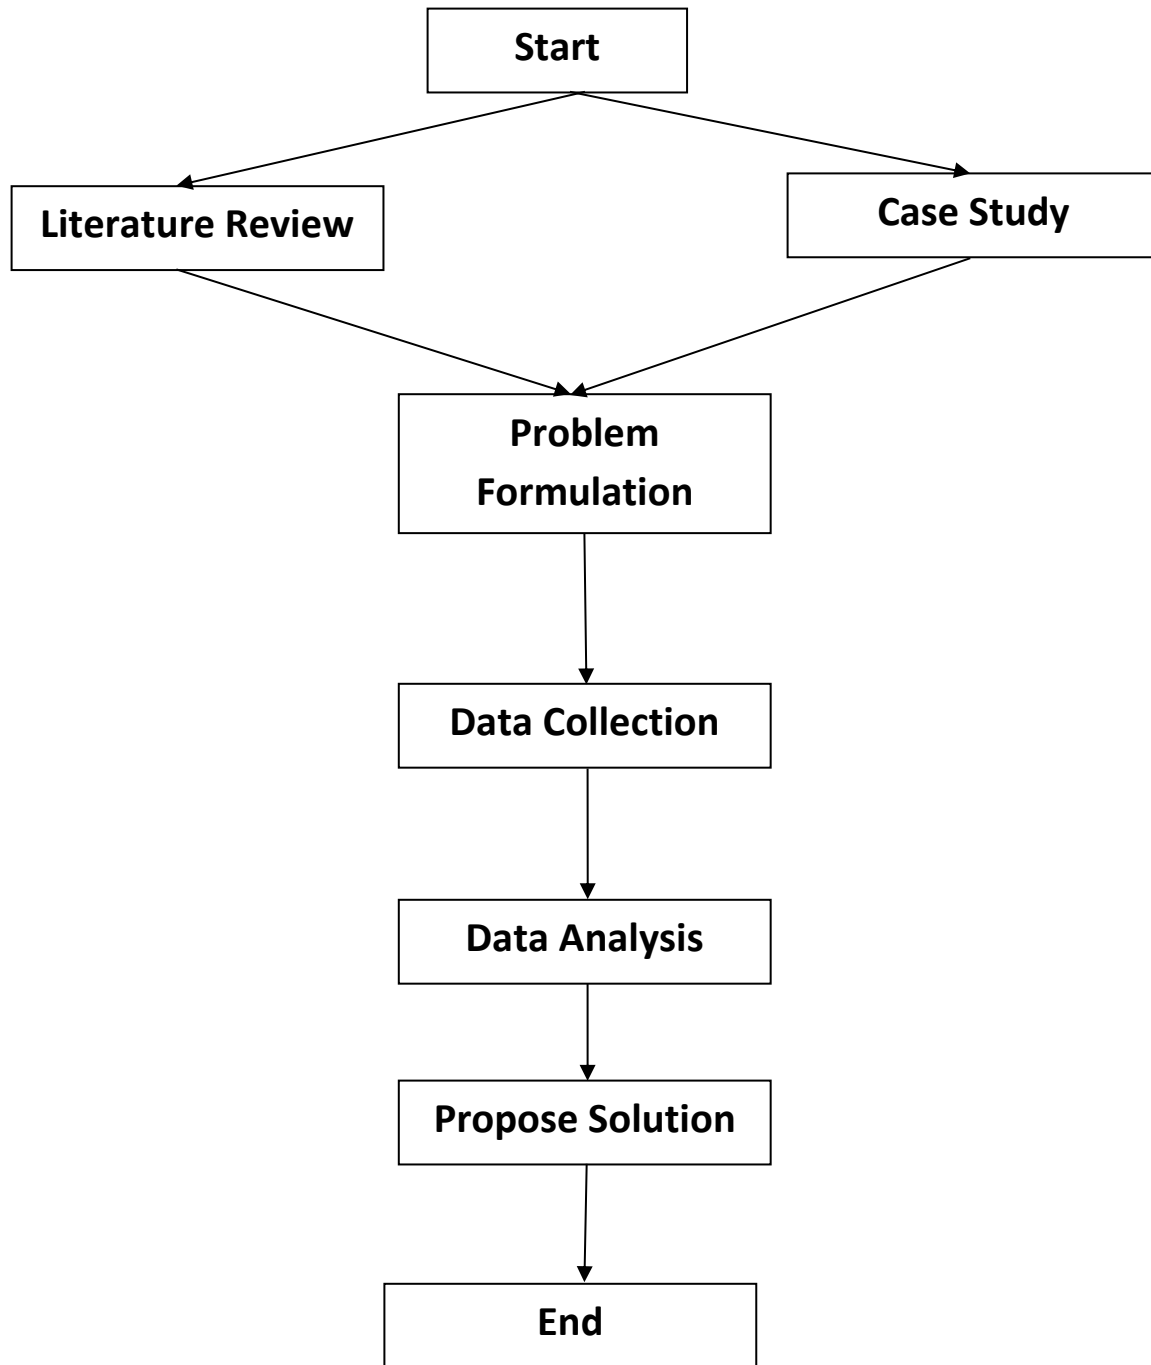 Start
Literature Review
Case Study
Problem
Formulation
Data Collection
Data Analysis
Propose Solution
End